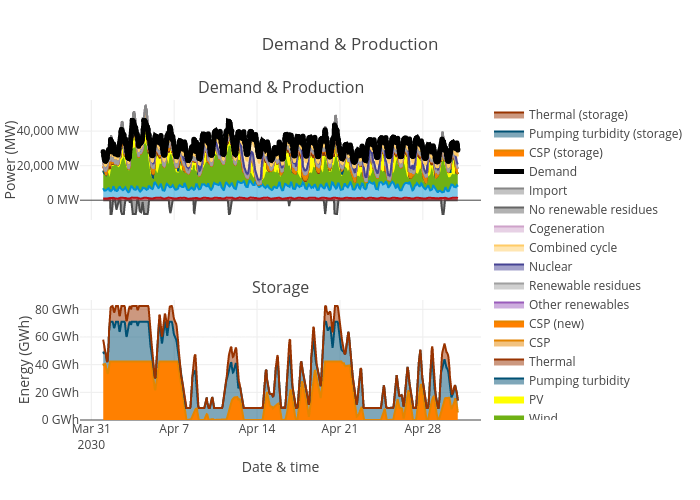 Demand & Production
Demand & Production
Power (MW)
40,000 MW
20,000 MW
0 MW
Storage
Energy (GWh)
80 GWh
60 GWh
40 GWh
20 GWh
0 GWh
Mar 31
2030
Apr 7
Apr 14
Apr 21
Apr 28
Date & time
Thermal (storage)
Pumping turbidity (storage)
CSP (storage)
Demand
Import
No renewable residues
Cogeneration
Combined cycle
Nuclear
Renewable residues
Other renewables
CSP (new)
CSP
Thermal
Pumping turbidity
PV
Wind